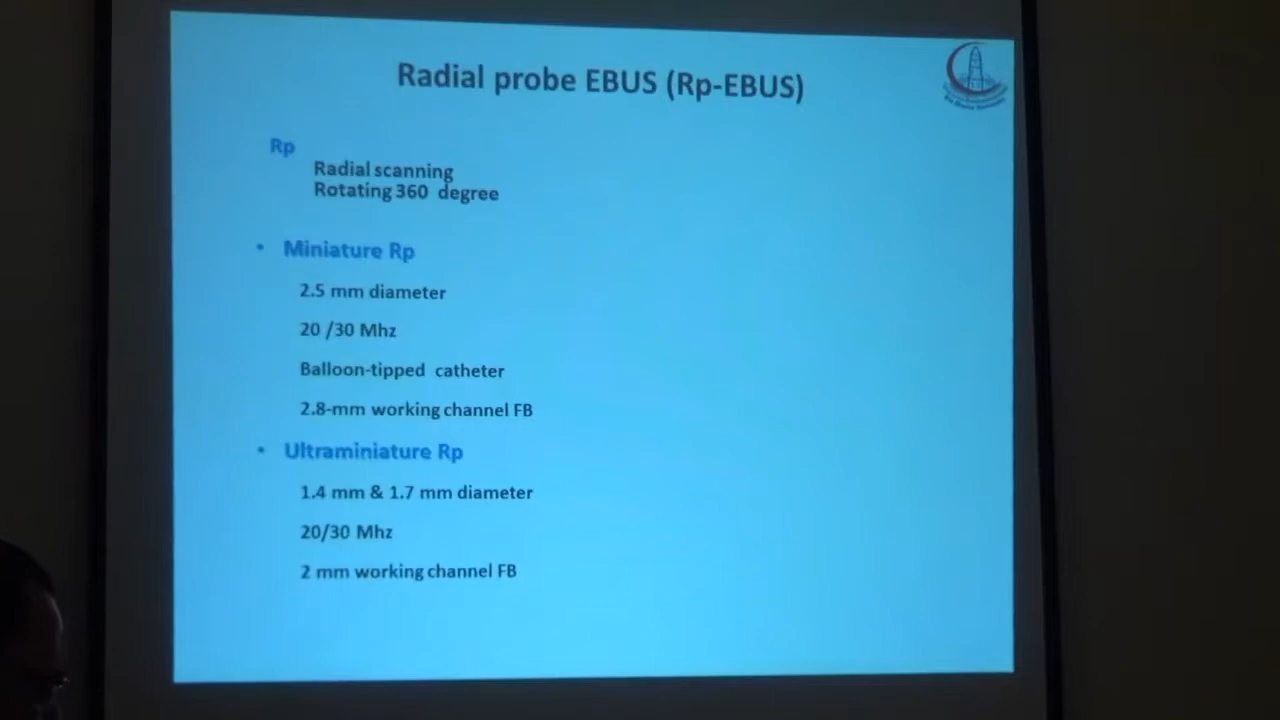 Radial probe EBUS (Rp-EBUS)
Rp
Radial scanning
Rotating 360 degree
• Miniature Rp
2.5 mm diameter
20 /30 Mhz
Balloon-tipped catheter
2.8-mm working channel FB
• Ultraminiature Rp
1.4 mm & 1.7 mm diameter
20/30 Mhz
2 mm working channel FB